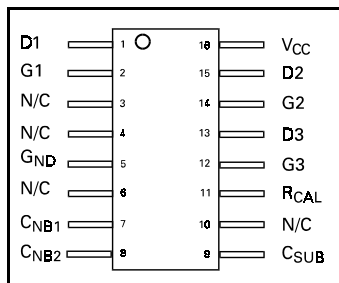 D1 1 16 VCC
G1 2 15 D2
N/C 3 14 G2
N/C 4 13 D3
GND 5 12 G3
N/C 6 11 RCAL
CNB1 7 10 N/C
CNB2 8 9 CSUB